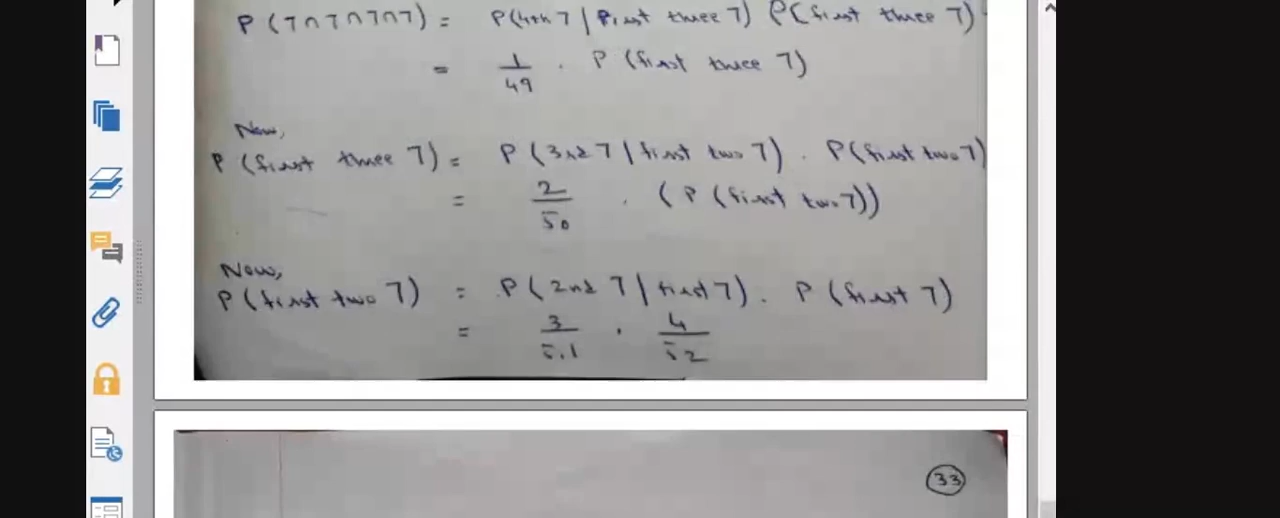 P(7∩7∩7∩7) = P(4th 7 | First three 7) P(first three 7).
= 1/49 . P (first three 7)
Now,
P (first three 7) = P (3rd 7 | first two 7) . P(first two 7)
= 2/50 . (P (first two 7))
Now,
P (first two 7) = P (2nd 7 | first 7) . P (first 7)
= 3/51 . 4/52
33